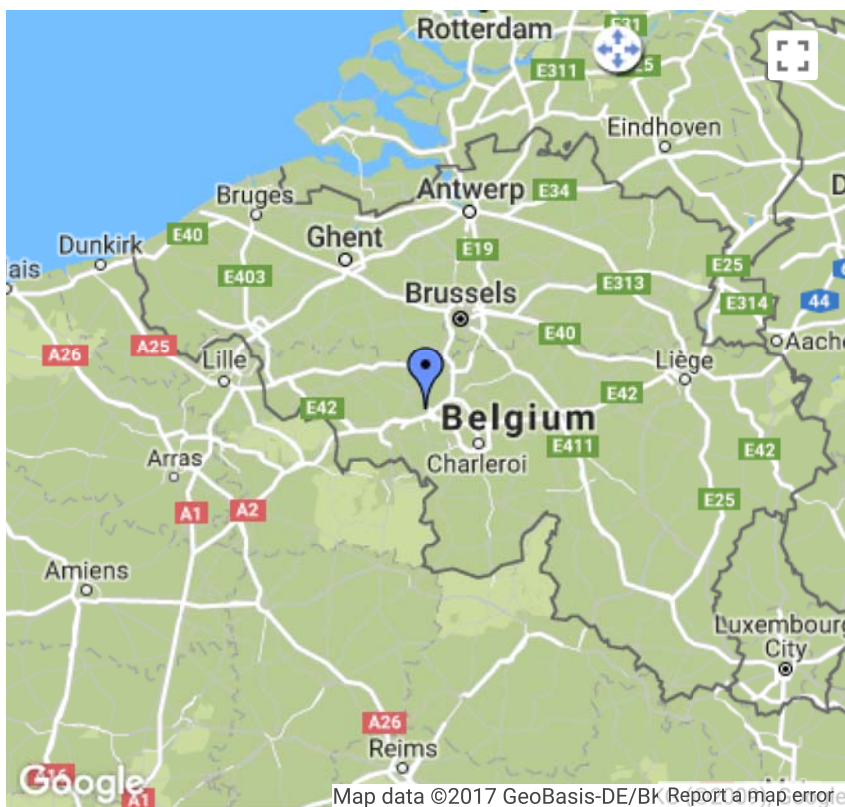 Rotterdam
E31
E311
Eindhoven
Bruges
Antwerp
E34
D
E40
Ghent
E19
Dunkirk
E403
E25
Brussels
E313
E314
44
E40
A26
A25
Lille
Liège
E42
E42
Belgium
E411
E42
Charleroi
Arras
E25
A1
A2
Amiens
Luxembourg
City
A26
Reims
Google
A1
Map data ©2017 GeoBasis-DE/BK
Report a map error